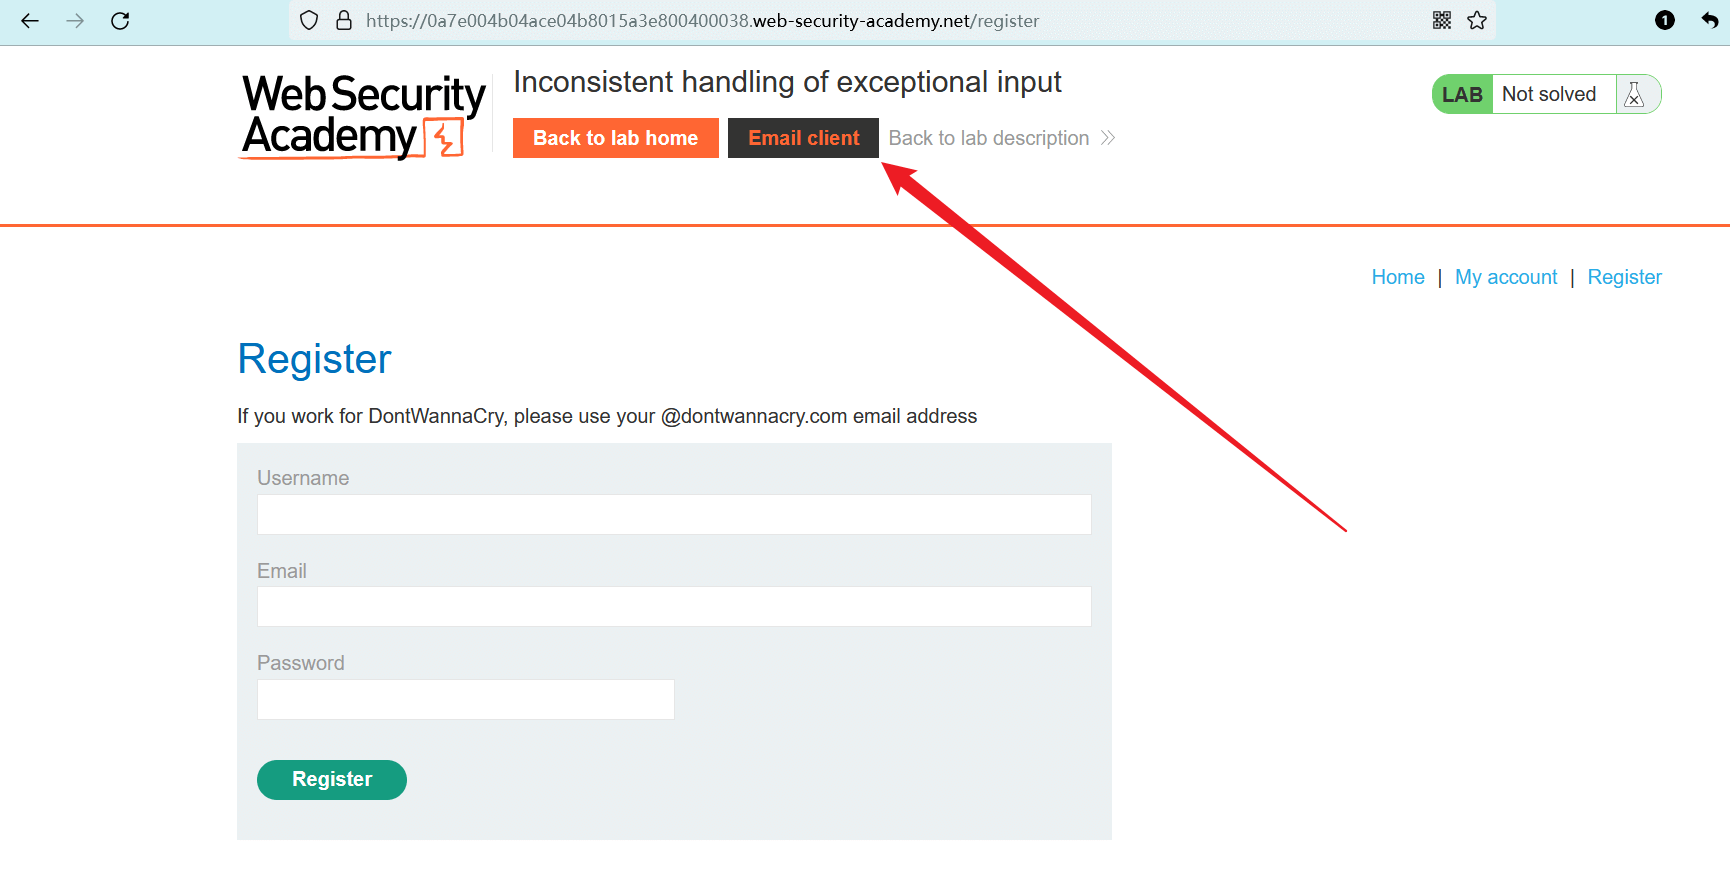 https://0a7e004b04ace04b8015a3e800400038.web-security-academy.net/register
1
Web Security
Academy
Inconsistent handling of exceptional input
Back to lab home
Email client
Back to lab description
LAB
Not solved
Home | My account | Register
Register
If you work for DontWannaCry, please use your @dontwannacry.com email address
Username
Email
Password
Register